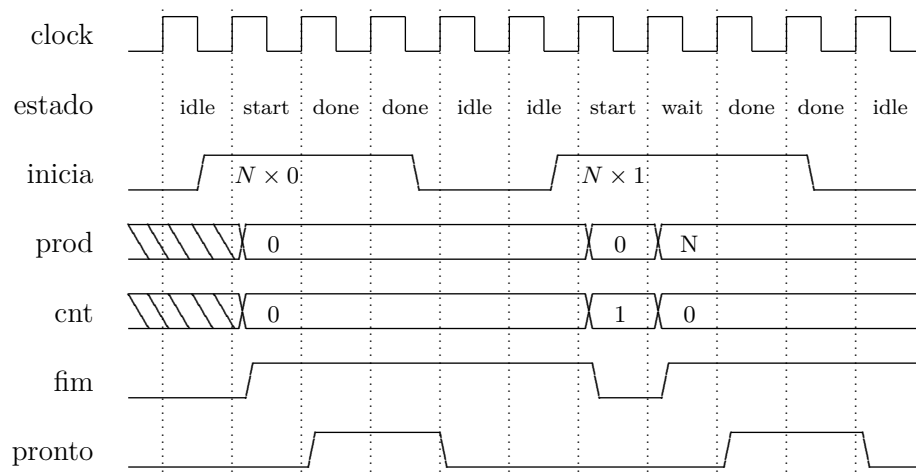 clock
estado idle start done done idle idle start wait done done idle
inicia N × 0 N × 1
prod 0 0 N
cnt 0 1 0
fim
pronto